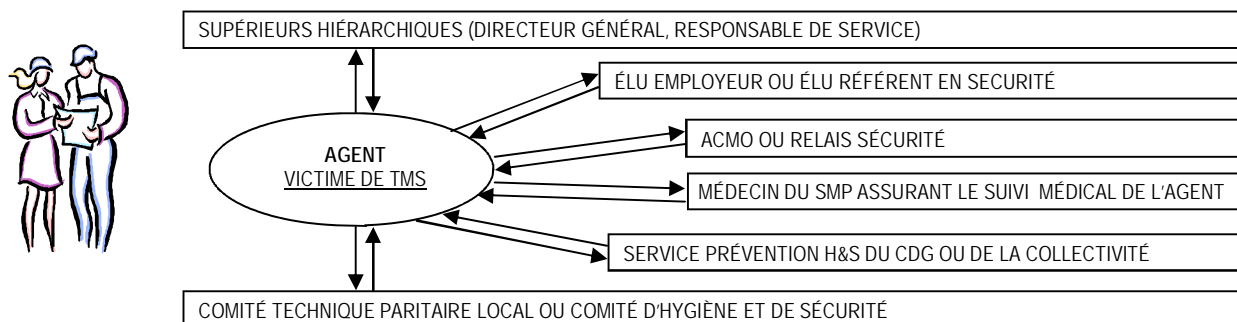 SUPÉRIEURS HIÉRARCHIQUES (DIRECTEUR GÉNÉRAL, RESPONSABLE DE SERVICE)
ÉLU EMPLOYEUR OU ÉLU RÉFÉRENT EN SECURITÉ
ACMO OU RELAIS SÉCURITÉ
AGENT
VICTIME DE TMS
MÉDECIN DU SMP ASSURANT LE SUIVI MÉDICAL DE L'AGENT
SERVICE PRÉVENTION H&S DU CDG OU DE LA COLLECTIVITÉ
COMITÉ TECHNIQUE PARITAIRE LOCAL OU COMITÉ D'HYGIÈNE ET DE SÉCURITÉ